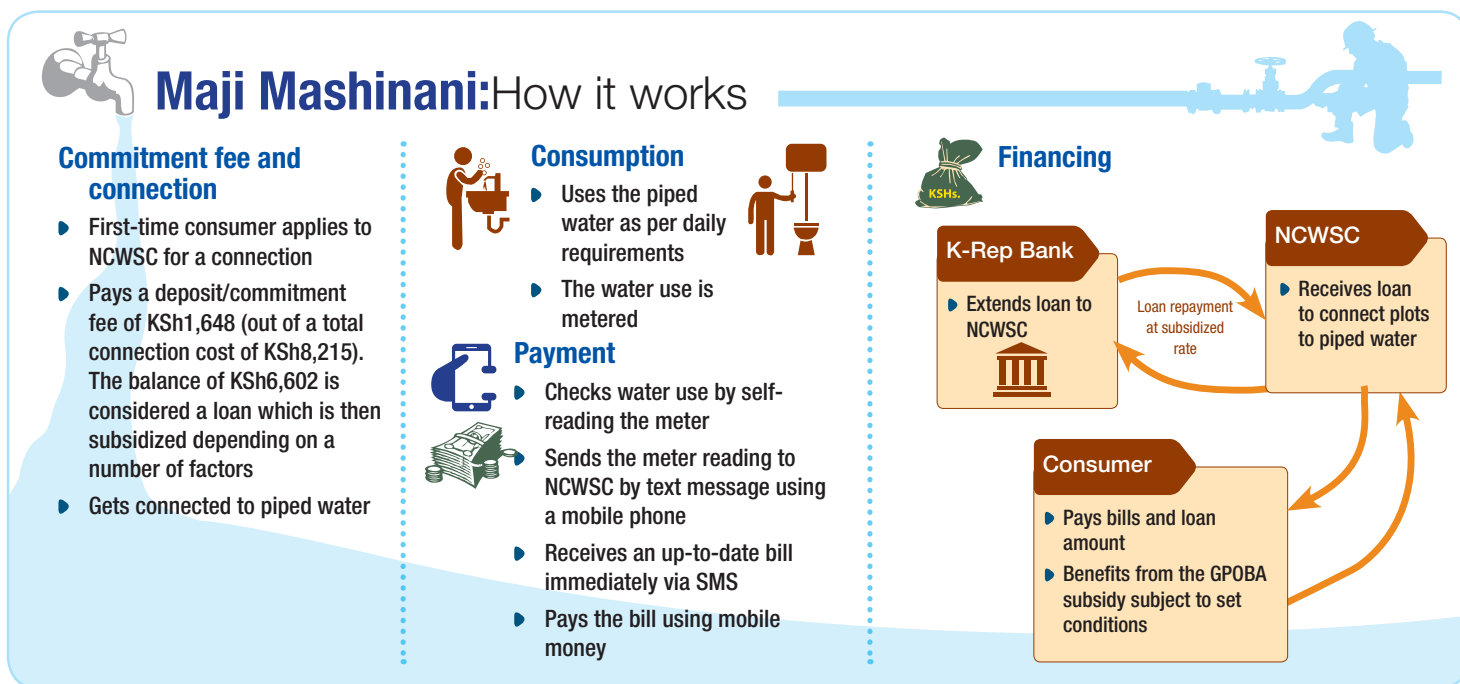 Maji Mashinani:How it works
Commitment fee and
connection
First-time consumer applies to
NCWSC for a connection
Pays a deposit/commitment
fee of KSh1,648 (out of a total
connection cost of KSh8,215).
The balance of KSh6,602 is
considered a loan which is then
subsidized depending on a
number of factors
Gets connected to piped water
Consumption
Uses the piped
water as per daily
requirements
The water use is
metered
Payment
Checks water use by self-
reading the meter
Sends the meter reading to
NCWSC by text message using
a mobile phone
Receives an up-to-date bill
immediately via SMS
Pays the bill using mobile
money
KSHs.
Financing
K-Rep Bank
Extends loan to
NCWSC
Loan repayment
at subsidized
rate
NCWSC
Receives loan
to connect plots
to piped water
Consumer
Pays bills and loan
amount
Benefits from the GPOBA
subsidy subject to set
conditions